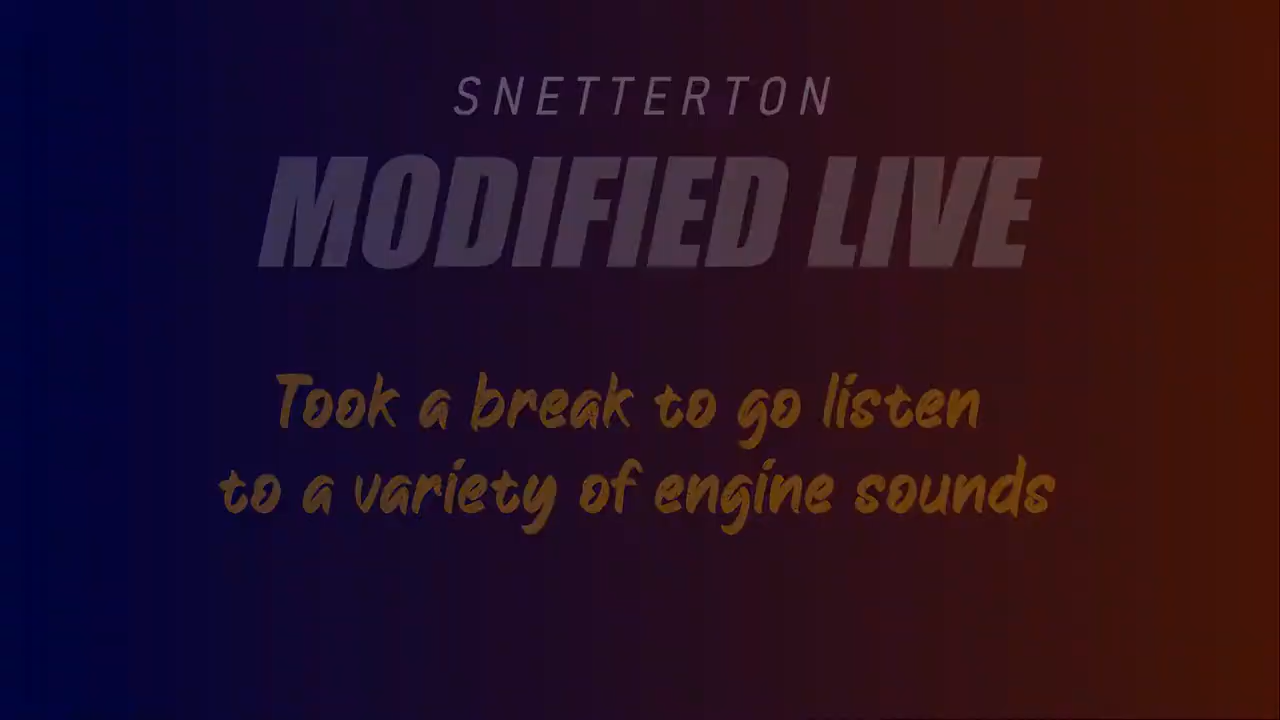 SNETTERTON
MODIFIED LIVE
Took a break to go listen
to a variety of engine sounds